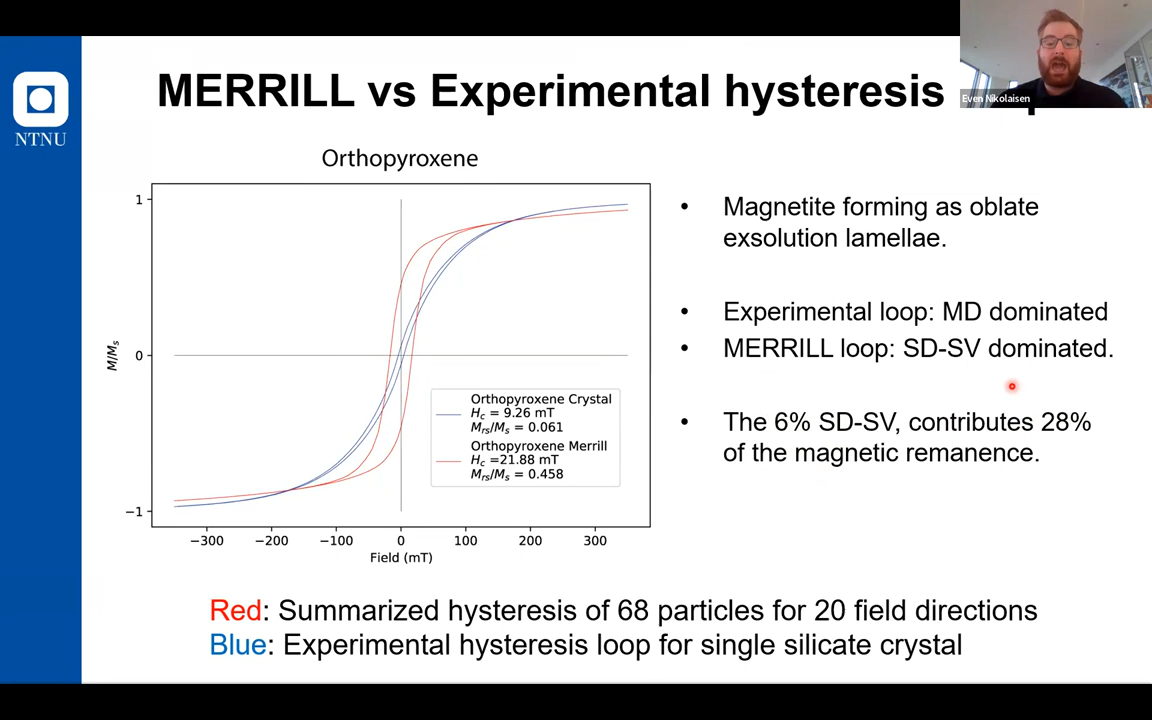 MERRILL vs Experimental hysteresis
Even Nikolaisen
NTNU
Orthopyroxene
1
0
−1
M/Ms
−300
−200
−100
0
100
200
300
Field (mT)
Orthopyroxene Crystal
Hc = 9.26 mT
Mrs/Ms = 0.061
Orthopyroxene Merrill
Hc =21.88 mT
Mrs/Ms = 0.458
• Magnetite forming as oblate
exsolution lamellae.
• Experimental loop: MD dominated
• MERRILL loop: SD-SV dominated.
• The 6% SD-SV, contributes 28%
of the magnetic remanence.
Red: Summarized hysteresis of 68 particles for 20 field directions
Blue: Experimental hysteresis loop for single silicate crystal